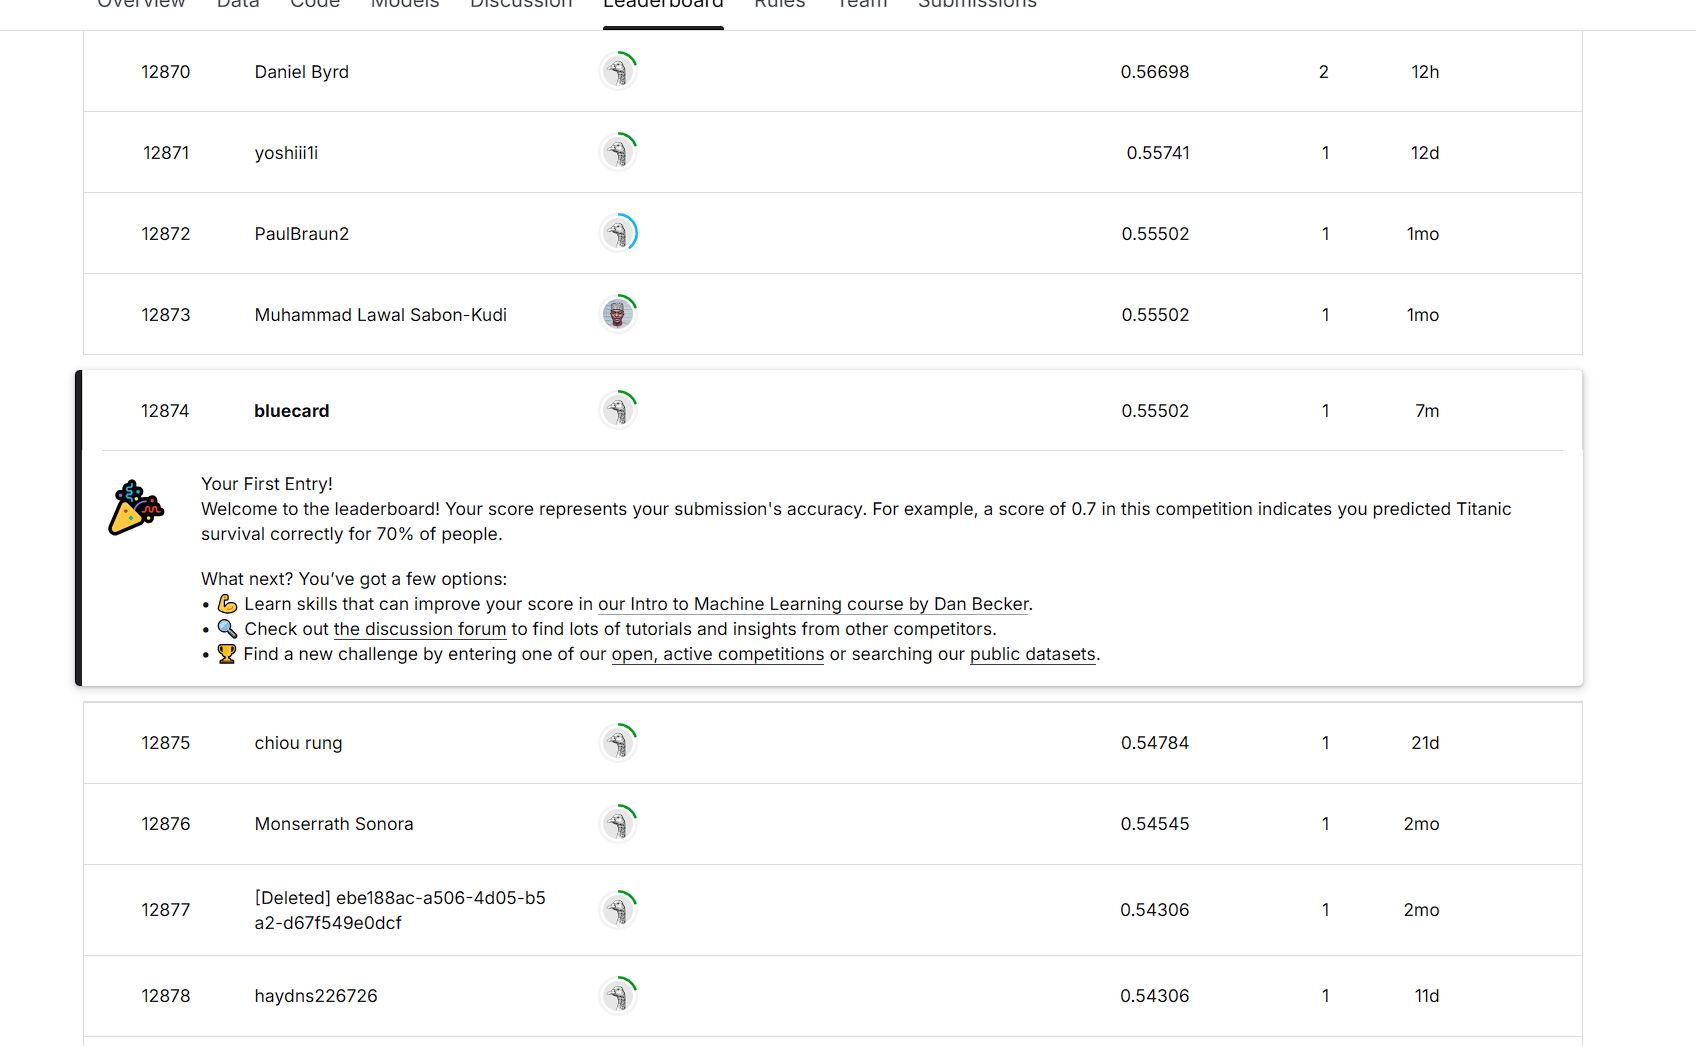 Overview Data Code Models Discussion Leaderboard Rules Team Submissions
12870 Daniel Byrd 0.56698 2 12h
12871 yoshiii1i 0.55741 1 12d
12872 PaulBraun2 0.55502 1 1mo
12873 Muhammad Lawal Sabon-Kudi 0.55502 1 1mo
12874 bluecard 0.55502 1 7m
Your First Entry!
Welcome to the leaderboard! Your score represents your submission's accuracy. For example, a score of 0.7 in this competition indicates you predicted Titanic
survival correctly for 70% of people.
What next? You’ve got a few options:
• 💪 Learn skills that can improve your score in our Intro to Machine Learning course by Dan Becker.
• 🔍 Check out the discussion forum to find lots of tutorials and insights from other competitors.
• 🏆 Find a new challenge by entering one of our open, active competitions or searching our public datasets.
12875 chiou rung 0.54784 1 21d
12876 Monserrath Sonora 0.54545 1 2mo
12877 [Deleted] ebe188ac-a506-4d05-b5
a2-d67f549e0dcf 0.54306 1 2mo
12878 haydns226726 0.54306 1 11d